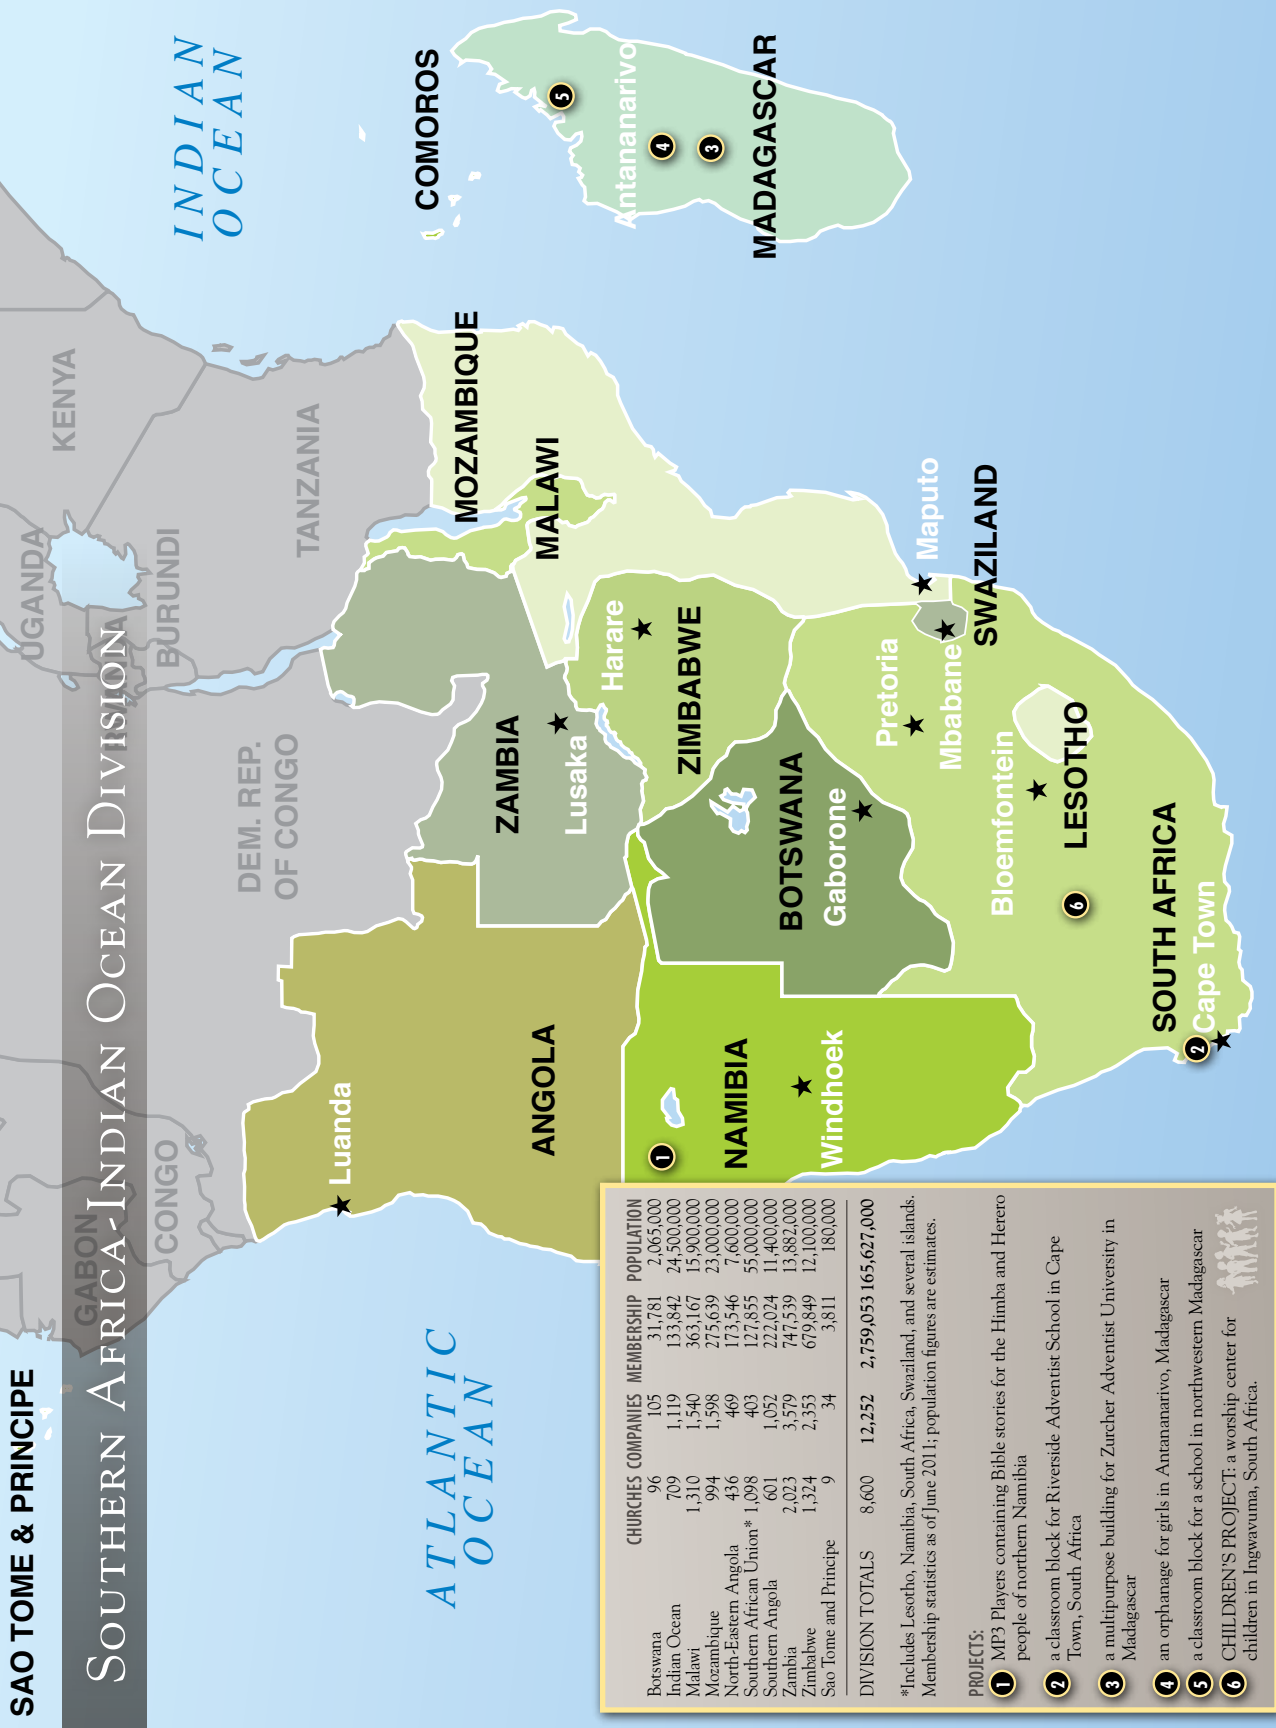 SAO TOME & PRINCIPE
SOUTHERN AFRICA-INDIAN OCEAN DIVISION
GABON
CONGO
UGANDA
KENYA
BURUNDI
TANZANIA
DEM. REP.
OF CONGO
INDIAN
OCEAN
ATLANTIC
OCEAN
COMOROS
Antananarivo
MADAGASCAR
5
4
3
MOZAMBIQUE
MALAWI
ZAMBIA
Lusaka
Harare
ZIMBABWE
Luanda
ANGOLA
1
NAMIBIA
Windhoek
BOTSWANA
Gaborone
Maputo
SWAZILAND
Pretoria
Mbabane
Bloemfontein
LESOTHO
6
SOUTH AFRICA
2
Cape Town
CHURCHES COMPANIES MEMBERSHIP POPULATION
Botswana 96 105 31,781 2,065,000
Indian Ocean 709 1,119 133,842 24,500,000
Malawi 1,310 1,540 363,167 15,900,000
Mozambique 994 1,598 275,639 23,000,000
North-Eastern Angola 436 469 173,546 7,600,000
Southern African Union* 1,098 403 127,855 55,000,000
Southern Angola 601 1,052 222,024 11,400,000
Zambia 2,023 3,579 747,539 13,882,000
Zimbabwe 1,324 2,353 679,849 12,100,000
Sao Tome and Principe 9 34 3,811 180,000
DIVISION TOTALS 8,600 12,252 2,759,053 165,627,000
*Includes Lesotho, Namibia, South Africa, Swaziland, and several islands.
Membership statistics as of June 2011; population figures are estimates.
PROJECTS:
1 MP3 Players containing Bible stories for the Himba and Herero
people of northern Namibia
2 a classroom block for Riverside Adventist School in Cape
Town, South Africa
3 a multipurpose building for Zurcher Adventist University in
Madagascar
4 an orphanage for girls in Antananarivo, Madagascar
5 a classroom block for a school in northwestern Madagascar
6 CHILDREN'S PROJECT: a worship center for
children in Ingwavuma, South Africa.